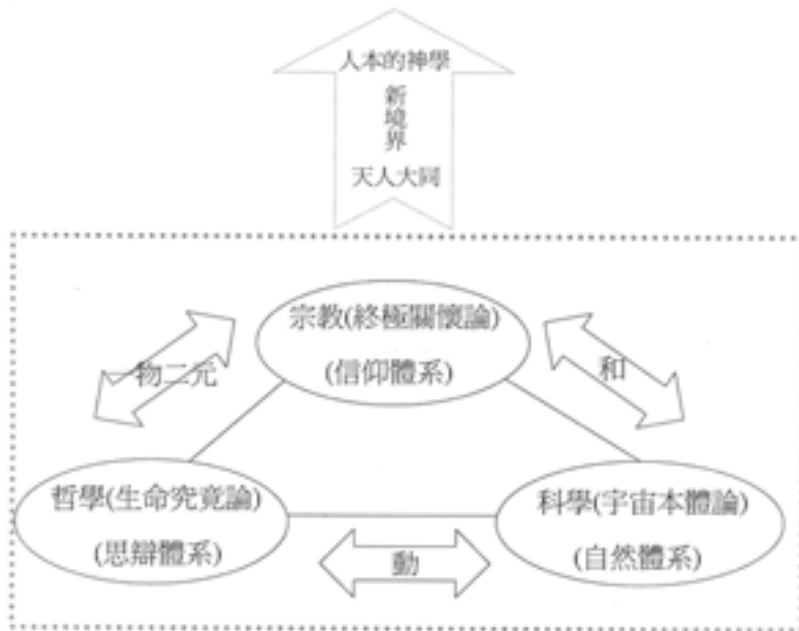 人本的神學
新境界
天人大同
宗教(終極關懷論)
(信仰體系)
一物二元
和
哲學(生命究竟論)
(思辯體系)
科學(宇宙本體論)
(自然體系)
動